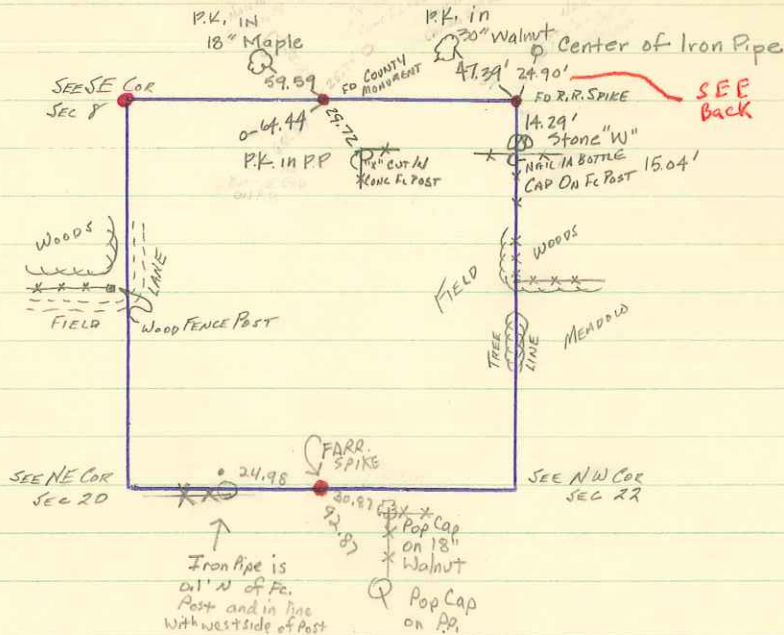 P.K. IN
18" Maple
P.K. in
30" Walnut
Center of Iron Pipe
59.59
FD COUNTY
MONUMENT
47.39'
24.90'
SEE SE COR
SEC 8
FD R.R. SPIKE
SEE
Back
64.44
29.72
14.29'
Stone "W"
P.K. in P.P
"X" CUT IN
CONC FC POST
NAIL IN BOTTLE
CAP ON FC POST 15.04'
WOODS
LANE
FIELD
WOOD FENCE POST
FIELD
WOODS
MEADOW
TREE
LINE
SEE NE COR
SEC 20
24.98
SPIKE
30.87
92.87
SEE NW COR
SEC 22
Iron Pipe is
0.1' N of Fc.
Post and in line
with west side of Post
Pop Cap
on 18"
Walnut
Pop Cap
on P.P.